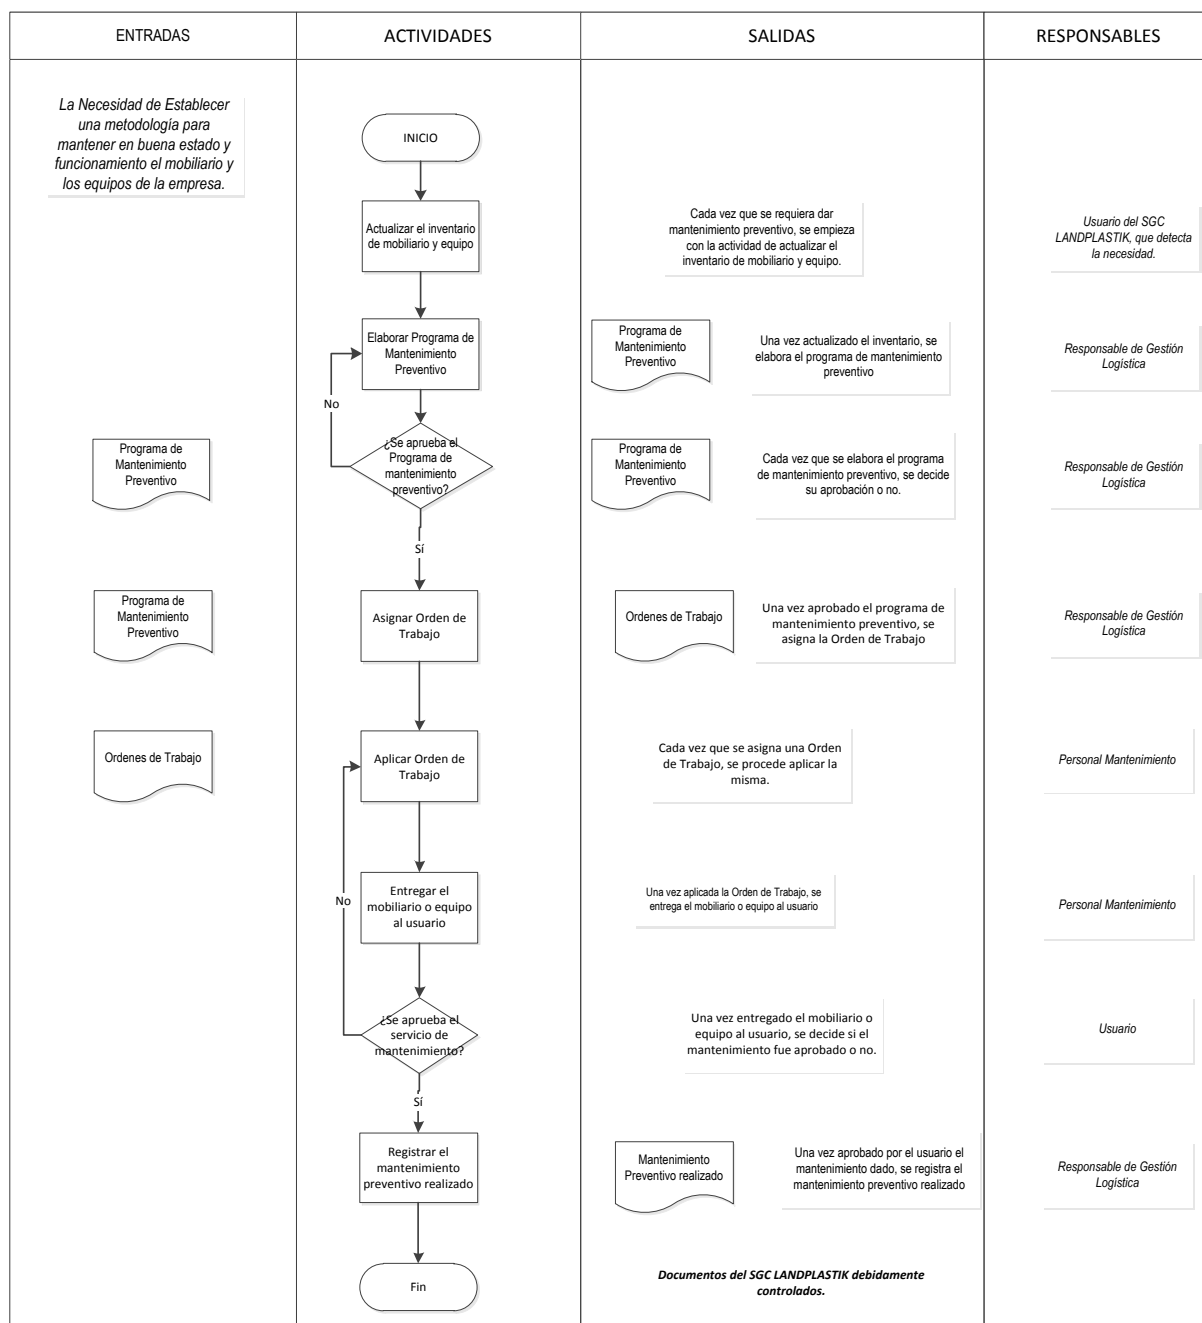 ENTRADAS
ACTIVIDADES
SALIDAS
RESPONSABLES
La Necesidad de Establecer
una metodología para
mantener en buena estado y
funcionamiento el mobiliario y
los equipos de la empresa.
INICIO
Actualizar el inventario
de mobiliario y equipo
Cada vez que se requiera dar
mantenimiento preventivo, se empieza
con la actividad de actualizar el
inventario de mobiliario y equipo.
Usuario del SGC
LANDPLASTIK, que detecta
la necesidad.
Elaborar Programa de
Mantenimiento
Preventivo
Programa de
Mantenimiento
Preventivo
Una vez actualizado el inventario, se
elabora el programa de mantenimiento
preventivo
Responsable de Gestión
Logística
No
Programa de
Mantenimiento
Preventivo
¿Se aprueba el
Programa de
mantenimiento
preventivo?
Programa de
Mantenimiento
Preventivo
Cada vez que se elabora el programa
de mantenimiento preventivo, se decide
su aprobación o no.
Responsable de Gestión
Logística
Sí
Programa de
Mantenimiento
Preventivo
Asignar Orden de
Trabajo
Ordenes de Trabajo
Una vez aprobado el programa de
mantenimiento preventivo, se
asigna la Orden de Trabajo
Responsable de Gestión
Logística
Ordenes de Trabajo
Aplicar Orden de
Trabajo
Cada vez que se asigna una Orden
de Trabajo, se procede aplicar la
misma.
Personal Mantenimiento
No
Entregar el
mobiliario o equipo
al usuario
Una vez aplicada la Orden de Trabajo, se
entrega el mobiliario o equipo al usuario
Personal Mantenimiento
¿Se aprueba el
servicio de
mantenimiento?
Una vez entregado el mobiliario o
equipo al usuario, se decide si el
mantenimiento fue aprobado o no.
Usuario
Sí
Registrar el
mantenimiento
preventivo realizado
Mantenimiento
Preventivo realizado
Una vez aprobado por el usuario el
mantenimiento dado, se registra el
mantenimiento preventivo realizado
Responsable de Gestión
Logística
Fin
Documentos del SGC LANDPLASTIK debidamente
controlados.